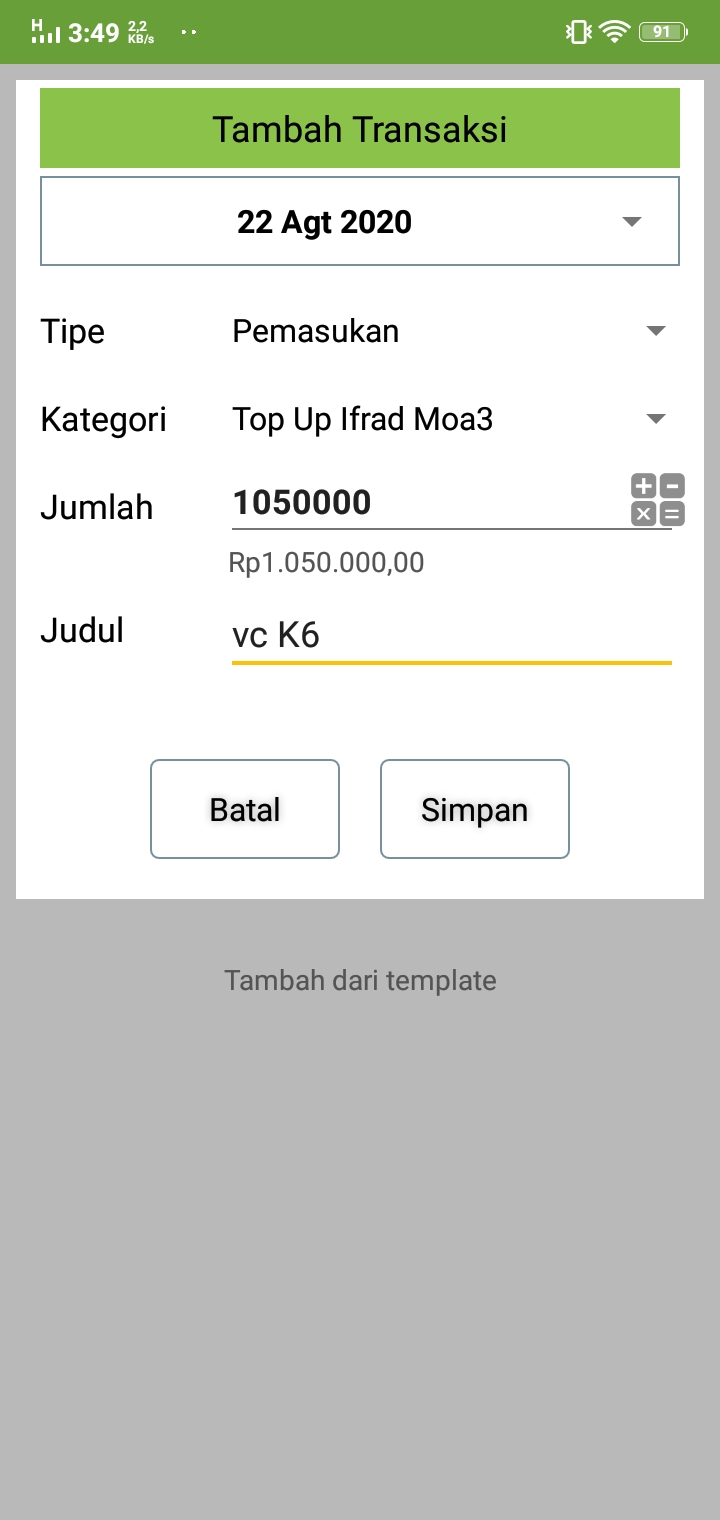 H 3:49 2,2 KB/s 91
Tambah Transaksi
22 Agt 2020
Tipe Pemasukan
Kategori Top Up Ifrad Moa3
Jumlah 1050000
Rp1.050.000,00
Judul vc K6
Batal Simpan
Tambah dari template